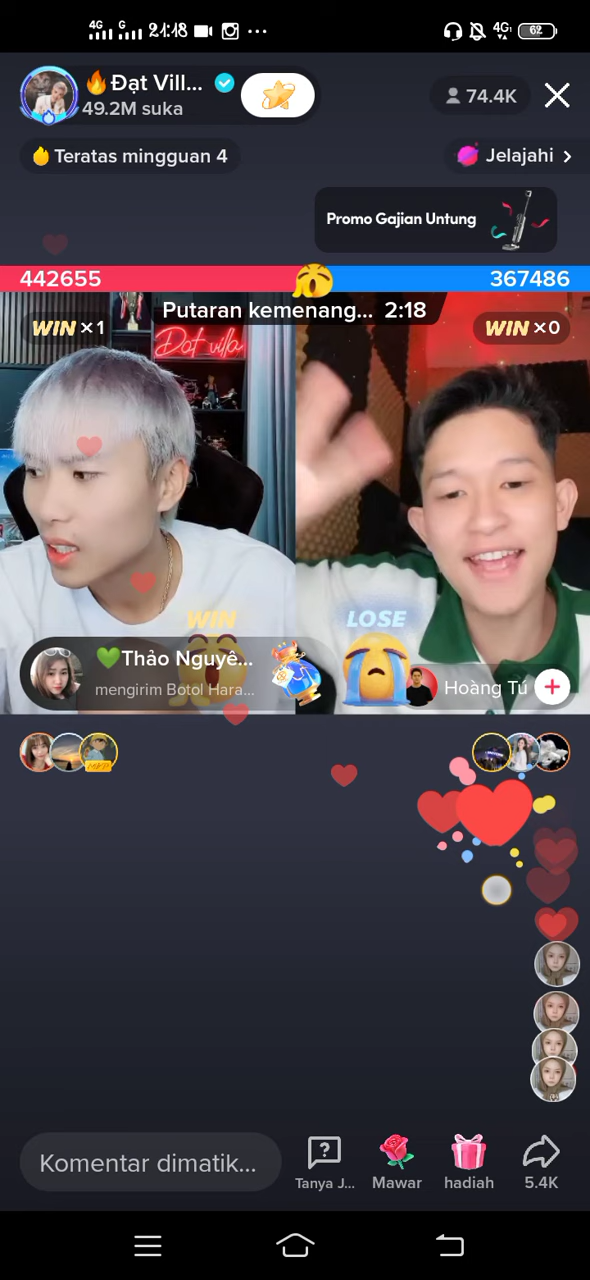 4G G 21:18 4G 62
🔥Đạt Vill...
49.2M suka
74.4K
Teratas mingguan 4
Jelajahi
Promo Gajian Untung
442655 367486
Putaran kemenang... 2:18
WIN ×1 WIN ×0
Dat villa
WIN LOSE
💚Thảo Nguyê...
mengirim Botol Hara...
Hoàng Tú
Komentar dimatik...
Tanya J... Mawar hadiah 5.4K